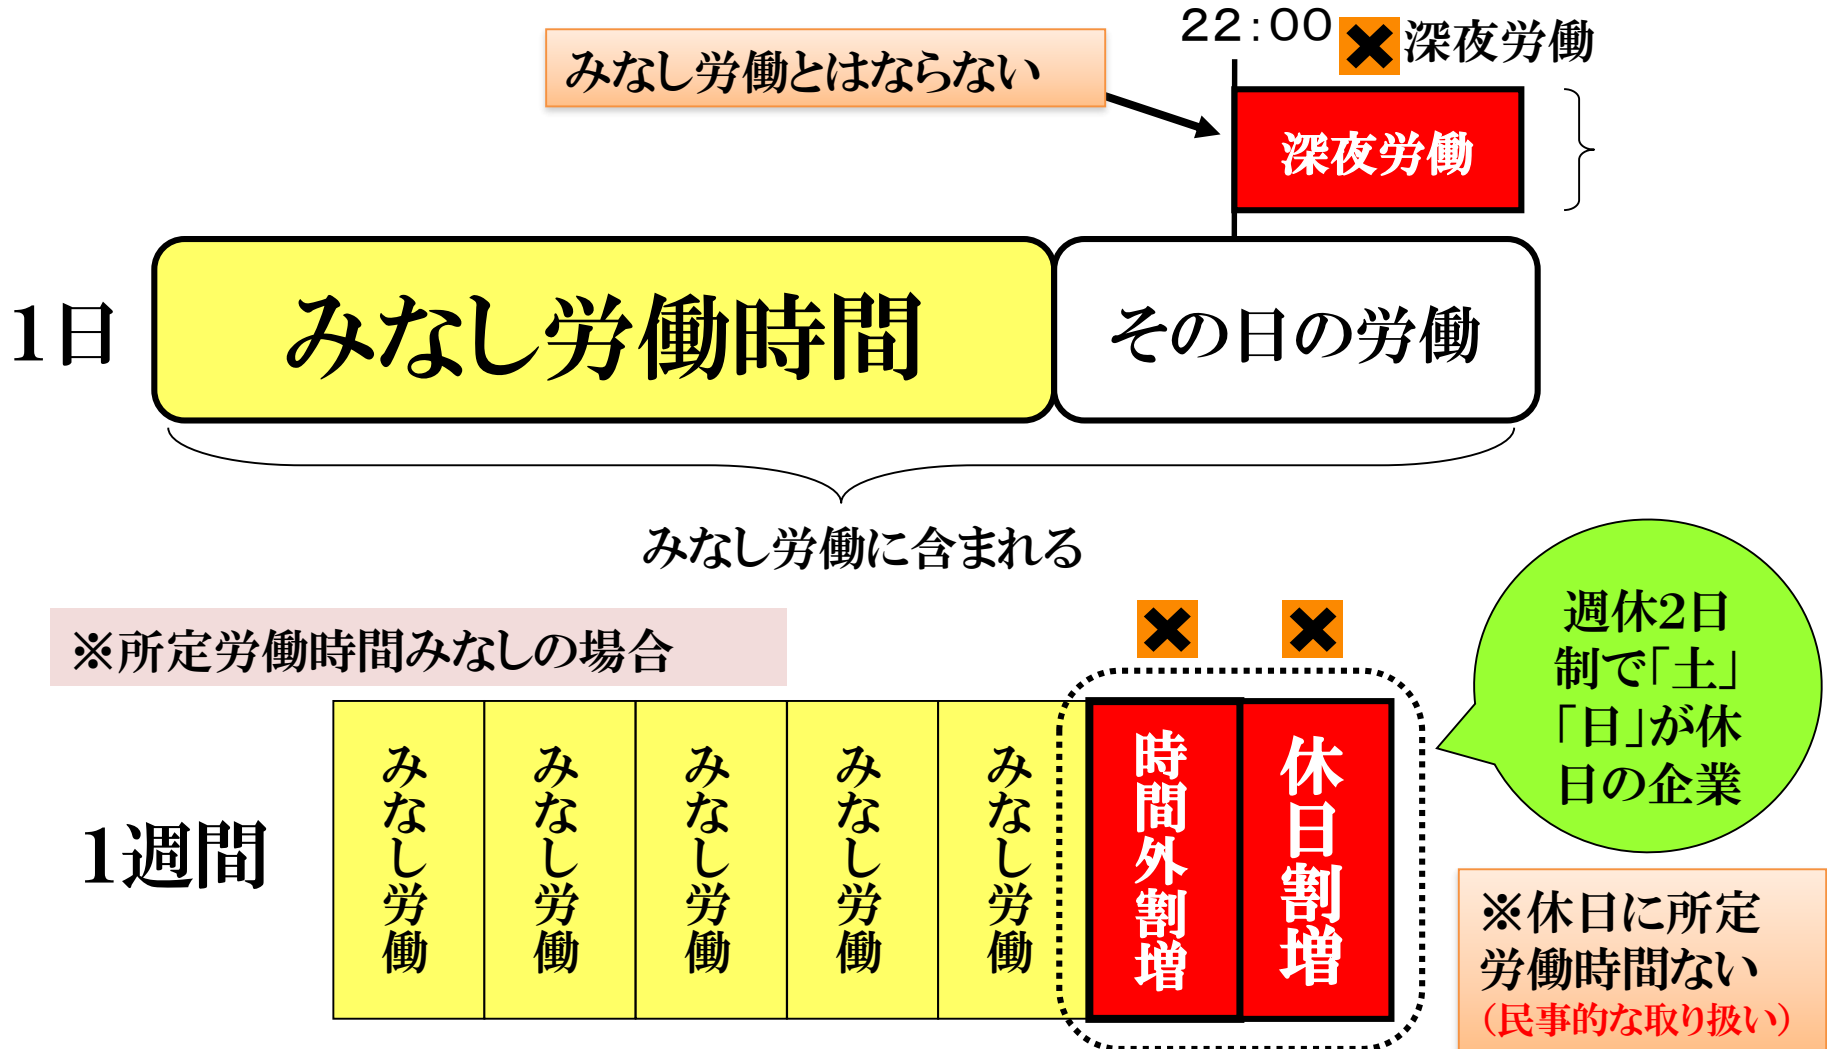 22:00
深夜労働
みなし労働とはならない
深夜労働
1日
みなし労働時間
その日の労働
みなし労働に含まれる
※所定労働時間みなしの場合
週休2日
制で「土」
「日」が休
日の企業
1週間
みなし労働
みなし労働
みなし労働
みなし労働
みなし労働
時間外割増
休日割増
※休日に所定
労働時間ない
（民事的な取り扱い）